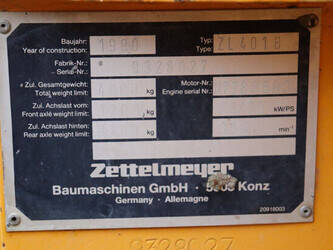 Baujahr: 1990 Typ: ZL401B
Year of construction: Type:
Fabrik-Nr.:
Serial-Nr.:
Zul. Gesamtgewicht: kg Motor-Nr.:
Total weight limit: Engine serial Nr.:
Zul. Achslast vorn: kg kW/PS
Front axle weight limit:
Zul. Achslast hinten: kg min⁻¹
Rear axle weight limit:
Zettelmeyer
Baumaschinen GmbH Konz
Germany Allemagne
20918003